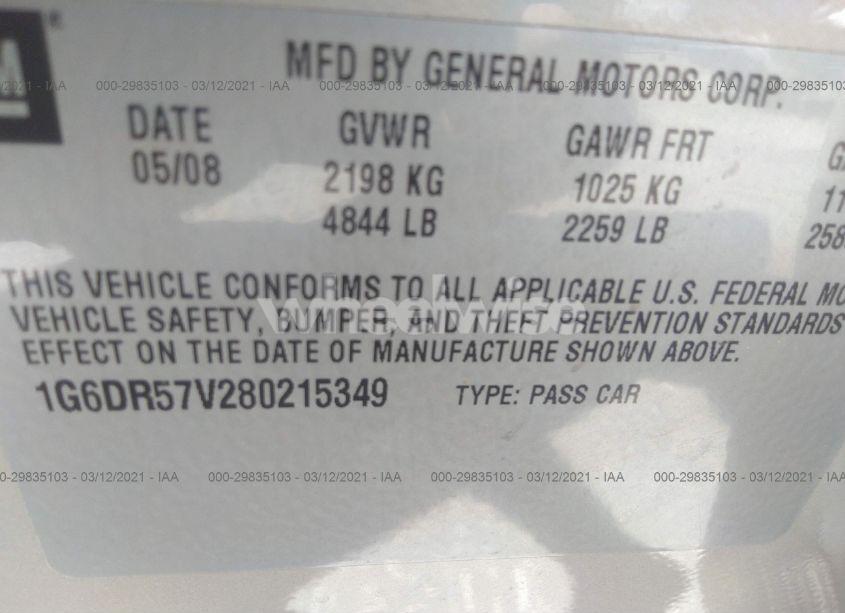 GM ®
MFD BY GENERAL MOTORS CORP.
000-29835103 - 03/12/2021 - IAA 000-29835103 - 03/12/2021 - IAA
DATE GVWR GAWR FRT
05/08 2198 KG 1025 KG
4844 LB 2259 LB
THIS VEHICLE CONFORMS TO ALL APPLICABLE U.S. FEDERAL
VEHICLE SAFETY, BUMPER, AND THEFT PREVENTION STANDARDS
EFFECT ON THE DATE OF MANUFACTURE SHOWN ABOVE.
1G6DR57V280215349 TYPE: PASS CAR
000-29835103 - 03/12/2021 - IAA 000-29835103 - 03/12/2021 - IAA 000-29835103 - 03/12/2021 - IAA